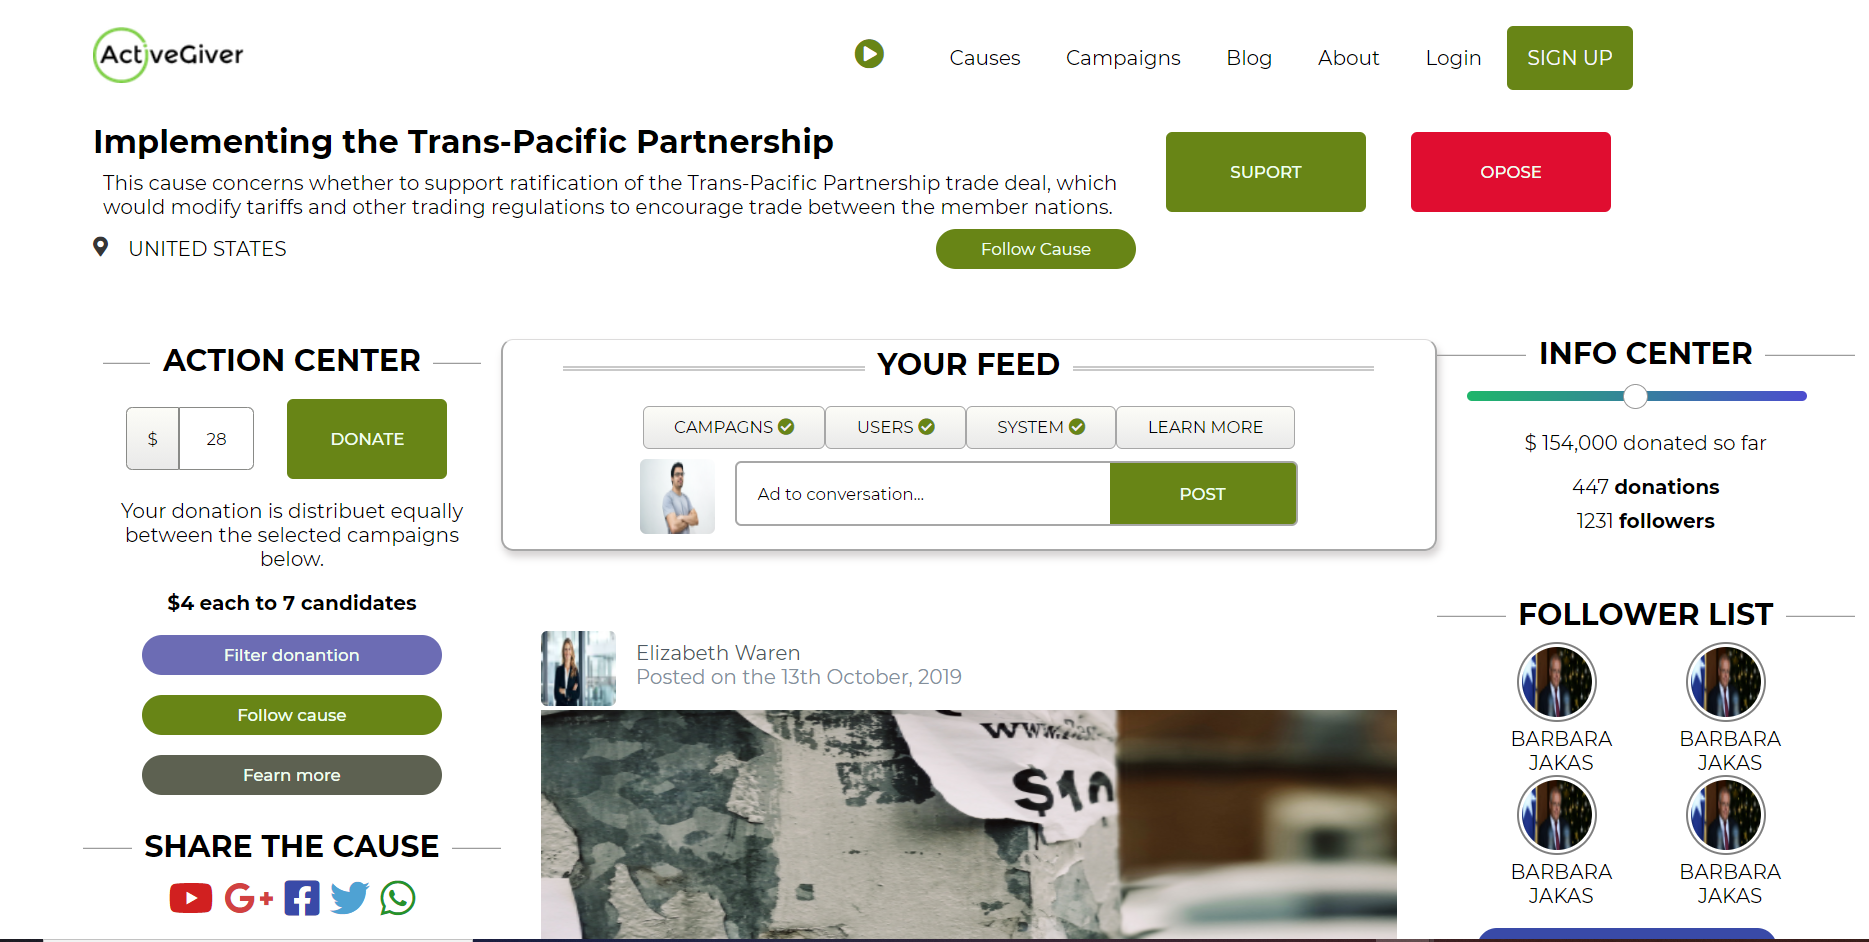 ActiveGiver
Causes
Campaigns
Blog
About
Login
SIGN UP
Implementing the Trans-Pacific Partnership
This cause concerns whether to support ratification of the Trans-Pacific Partnership trade deal, which
would modify tariffs and other trading regulations to encourage trade between the member nations.
UNITED STATES
Follow Cause
SUPORT
OPOSE
ACTION CENTER
$ 28
DONATE
Your donation is distribuet equally
between the selected campaigns
below.
$4 each to 7 candidates
Filter donantion
Follow cause
Fearn more
SHARE THE CAUSE
YOUR FEED
CAMPAGNS
USERS
SYSTEM
LEARN MORE
Ad to conversation...
POST
Elizabeth Waren
Posted on the 13th October, 2019
$10
INFO CENTER
$ 154,000 donated so far
447 donations
1231 followers
FOLLOWER LIST
BARBARA
JAKAS
BARBARA
JAKAS
BARBARA
JAKAS
BARBARA
JAKAS